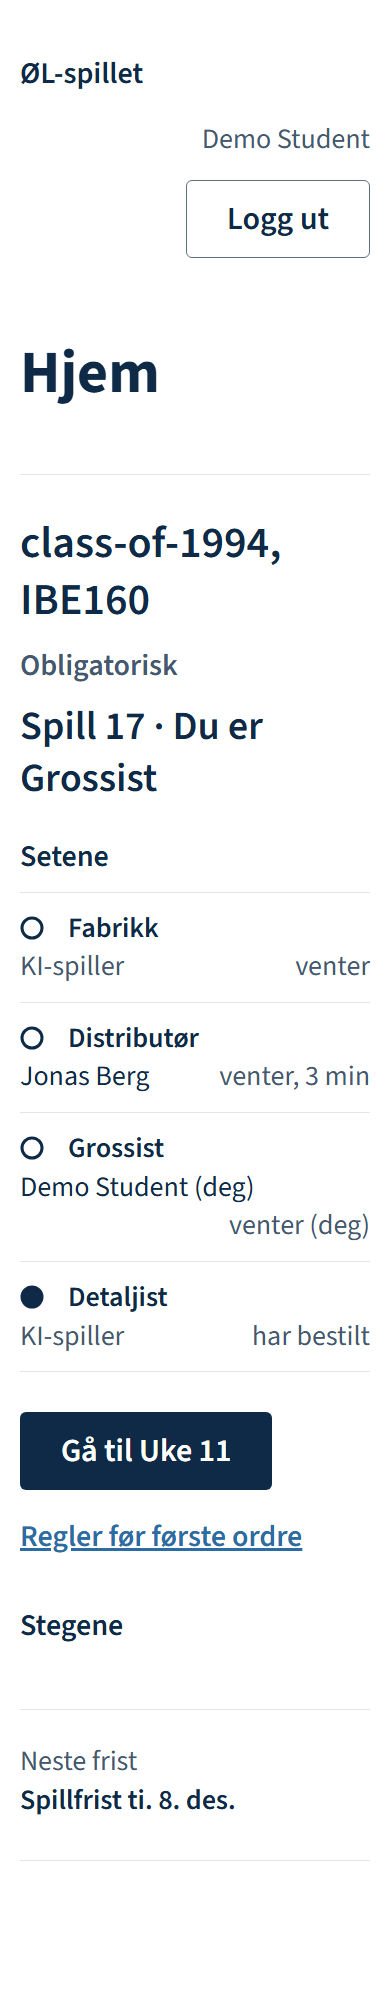 ØL-spillet
Demo Student
Logg ut
Hjem
class-of-1994,
IBE160
Obligatorisk
Spill 17 · Du er
Grossist
Setene
Fabrikk
KI-spiller venter
Distributør
Jonas Berg venter, 3 min
Grossist
Demo Student (deg)
venter (deg)
Detaljist
KI-spiller har bestilt
Gå til Uke 11
Regler før første ordre
Stegene
Neste frist
Spillfrist ti. 8. des.